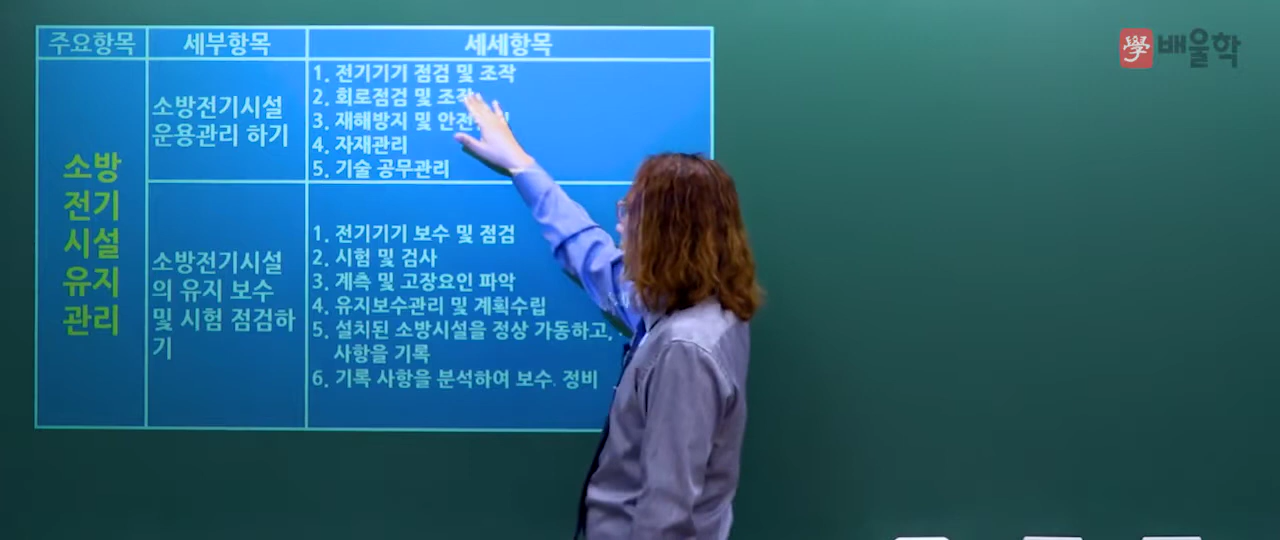 주요항목 세부항목 세세항목
소방
전기
시설
유지
관리
소방전기시설
운용관리 하기
1. 전기기기 점검 및 조작
2. 회로점검 및 조작
3. 재해방지 및 안전
4. 자재관리
5. 기술 공무관리
소방전기시설
의 유지 보수
및 시험 점검하
기
1. 전기기기 보수 및 점검
2. 시험 및 검사
3. 계측 및 고장요인 파악
4. 유지보수관리 및 계획수립
5. 설치된 소방시설을 정상 가동하고,
사항을 기록
6. 기록 사항을 분석하여 보수· 정비
學 배울학